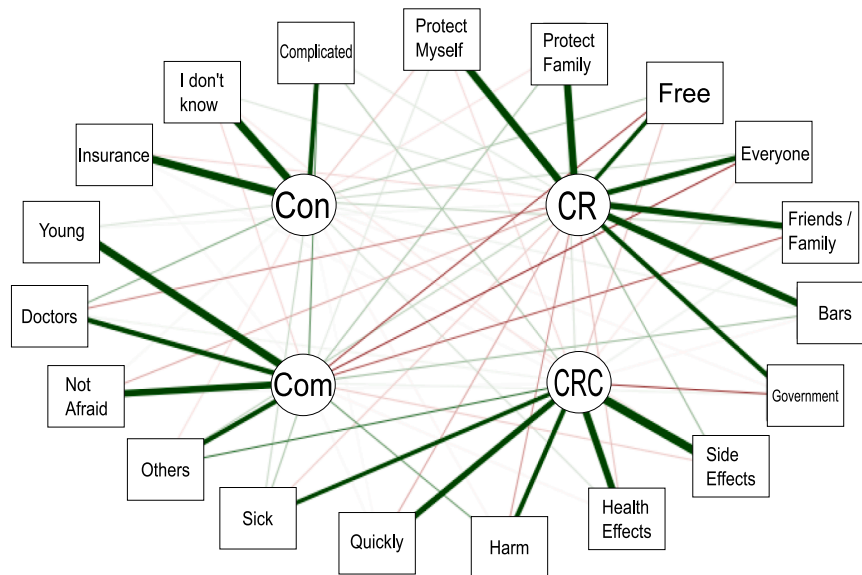 Protect
Myself
Complicated
Protect
Family
I don't
know
Free
Insurance
Everyone
Con
CR
Young
Friends /
Family
Doctors
Bars
Not
Afraid
Com
CRC
Government
Others
Side
Effects
Sick
Health
Effects
Quickly
Harm